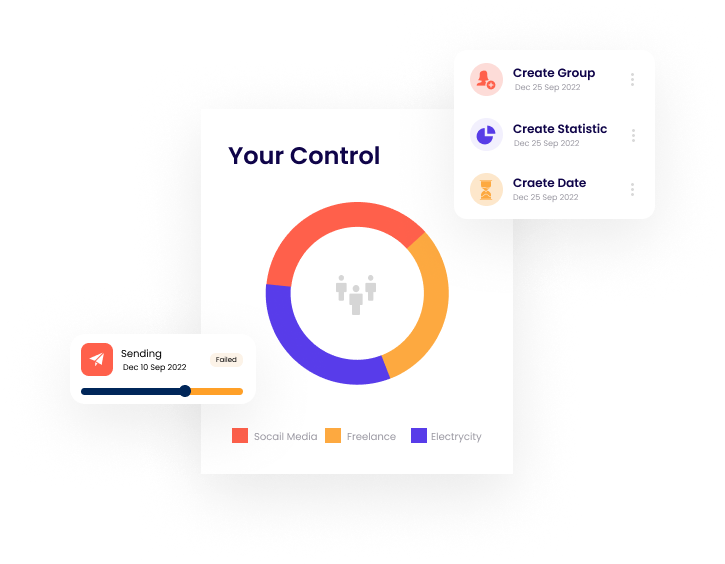 Create Group
Dec 25 Sep 2022
Create Statistic
Dec 25 Sep 2022
Craete Date
Dec 25 Sep 2022
Your Control
Sending
Dec 10 Sep 2022
Failed
Socail Media
Freelance
Electrycity